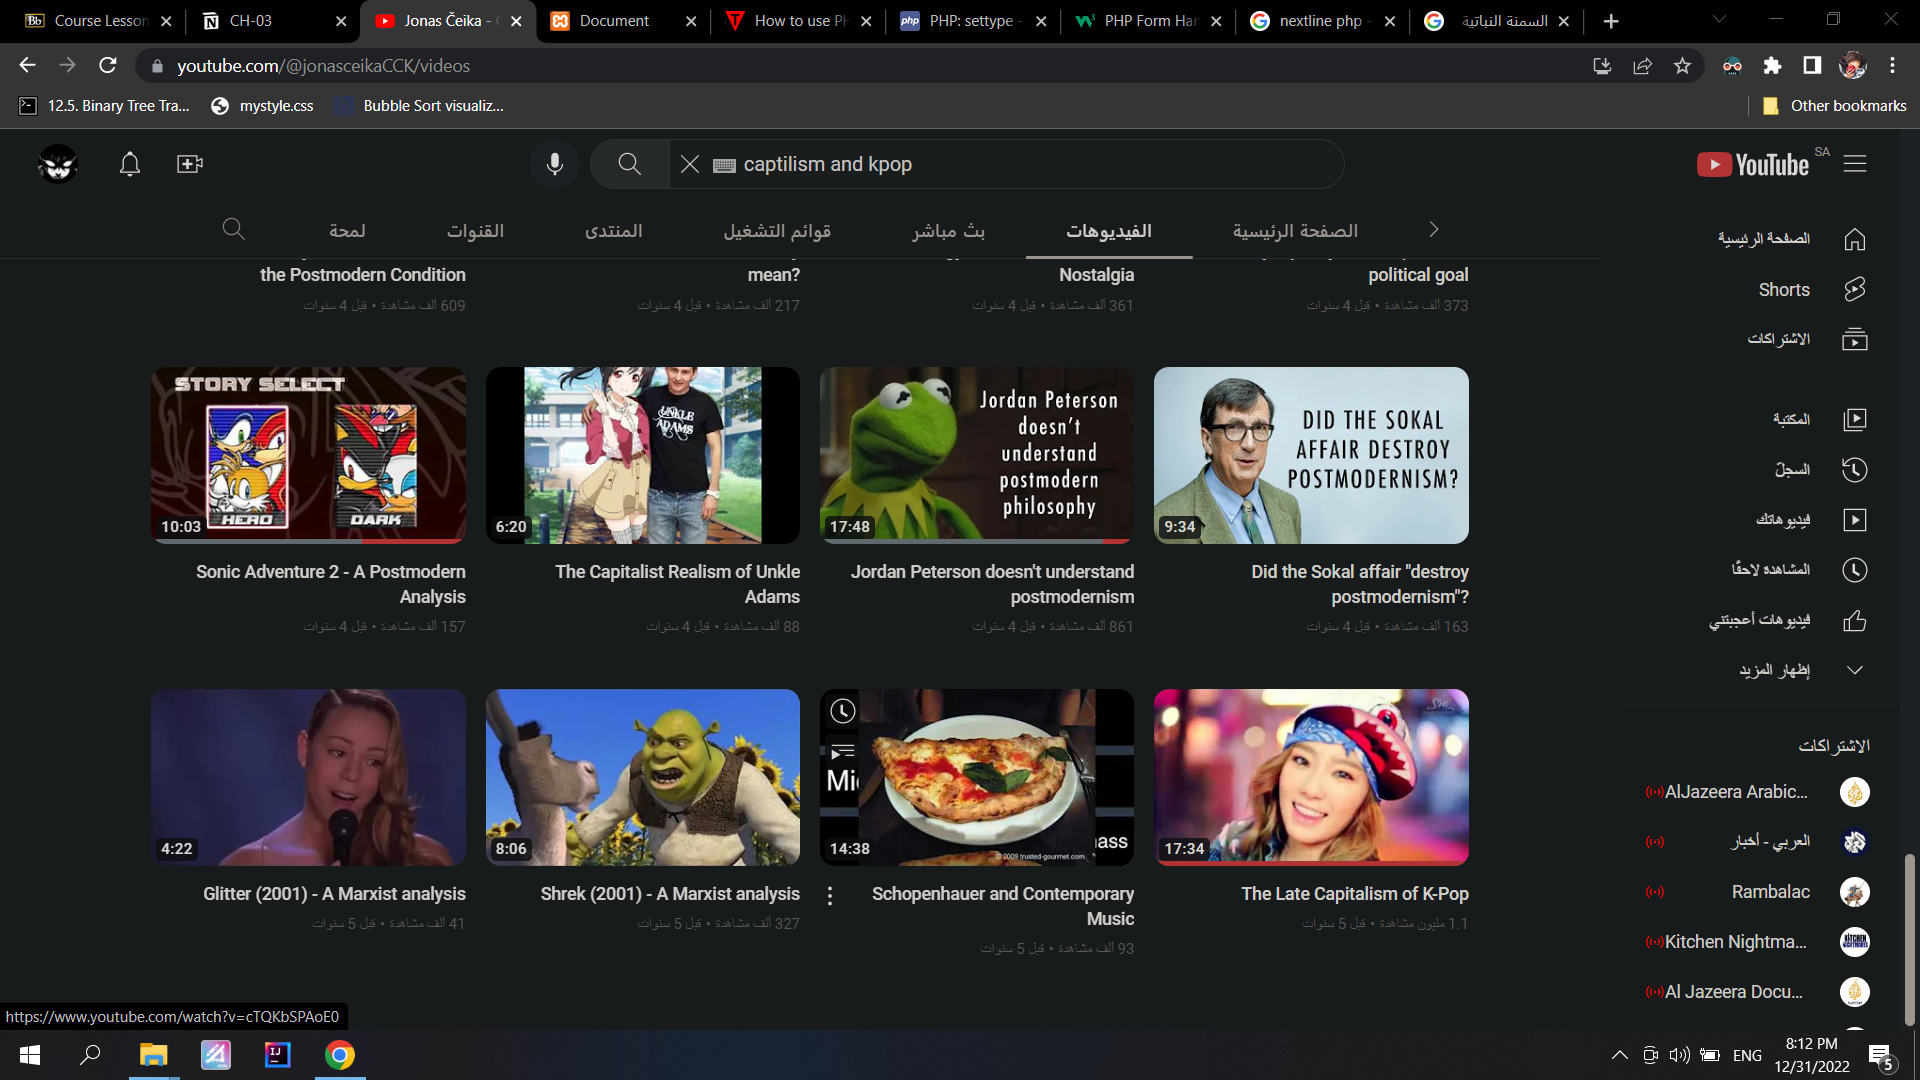 Course Lesson
CH-03
Jonas Čeika -
Document
How to use PH
PHP: settype -
PHP Form Han
nextline php -
السمنة النباتية
youtube.com/@jonasceikaCCK/videos
12.5. Binary Tree Tra...
mystyle.css
Bubble Sort visualiz...
Other bookmarks
captilism and kpop
YouTube SA
لمحة
القنوات
المنتدى
قوائم التشغيل
بث مباشر
الفيديوهات
الصفحة الرئيسية
the Postmodern Condition
609 ألف مشاهدة • قبل 4 سنوات
mean?
217 ألف مشاهدة • قبل 4 سنوات
Nostalgia
361 ألف مشاهدة • قبل 4 سنوات
political goal
373 ألف مشاهدة • قبل 4 سنوات
STORY SELECT
HERO
DARK
10:03
Sonic Adventure 2 - A Postmodern
Analysis
157 ألف مشاهدة • قبل 4 سنوات
UNKLE
ADAMS
6:20
The Capitalist Realism of Unkle
Adams
88 ألف مشاهدة • قبل 4 سنوات
Jordan Peterson
doesn't
understand
postmodern
philosophy
17:48
Jordan Peterson doesn't understand
postmodernism
861 ألف مشاهدة • قبل 4 سنوات
DID THE SOKAL
AFFAIR DESTROY
POSTMODERNISM?
9:34
Did the Sokal affair "destroy
postmodernism"?
163 ألف مشاهدة • قبل 4 سنوات
4:22
Glitter (2001) - A Marxist analysis
41 ألف مشاهدة • قبل 5 سنوات
8:06
Shrek (2001) - A Marxist analysis
327 ألف مشاهدة • قبل 5 سنوات
Mi
ass
© 2009 trusted-gourmet.com
14:38
Schopenhauer and Contemporary
Music
93 ألف مشاهدة • قبل 5 سنوات
17:34
The Late Capitalism of K-Pop
1.1 مليون مشاهدة • قبل 5 سنوات
الصفحة الرئيسية
Shorts
الاشتراكات
المكتبة
السجلّ
فيديوهاتك
المشاهدة لاحقًا
فيديوهات أعجبتني
إظهار المزيد
الاشتراكات
AlJazeera Arabic...
العربي - أخبار
Rambalac
Kitchen Nightma...
Al Jazeera Docu...
https://www.youtube.com/watch?v=cTQKbSPAoE0
ENG
8:12 PM
12/31/2022
5